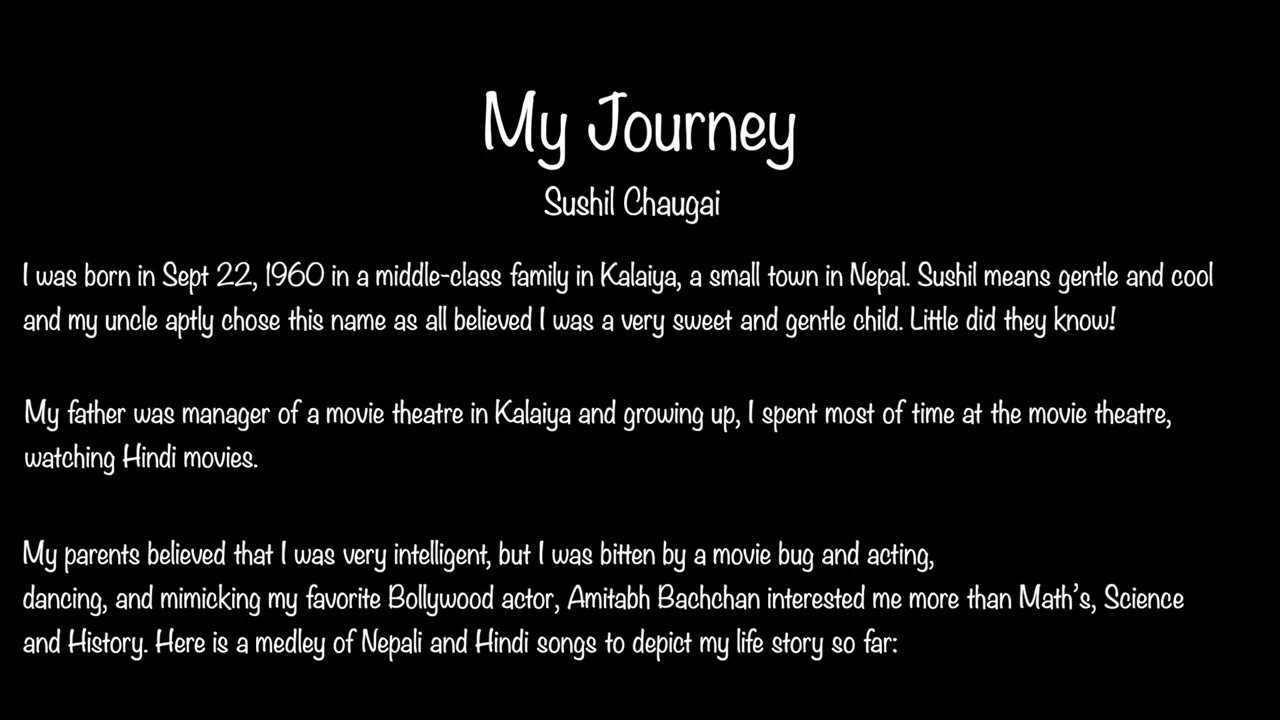 My Journey
Sushil Chaugai
I was born in Sept 22, 1960 in a middle-class family in Kalaiya, a small town in Nepal. Sushil means gentle and cool
and my uncle aptly chose this name as all believed I was a very sweet and gentle child. Little did they know!
My father was manager of a movie theatre in Kalaiya and growing up, I spent most of time at the movie theatre,
watching Hindi movies.
My parents believed that I was very intelligent, but I was bitten by a movie bug and acting,
dancing, and mimicking my favorite Bollywood actor, Amitabh Bachchan interested me more than Math's, Science
and History. Here is a medley of Nepali and Hindi songs to depict my life story so far: